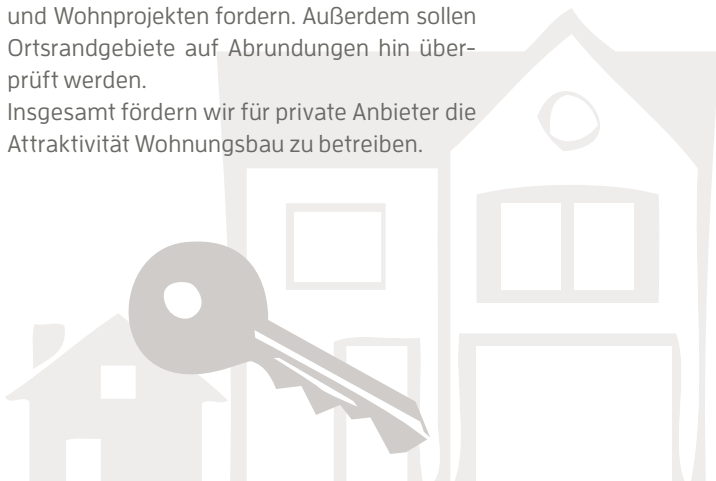 und Wohnprojekten fordern. Außerdem sollen
Ortsrandgebiete auf Abrundungen hin über-
prüft werden.
Insgesamt fördern wir für private Anbieter die
Attraktivität Wohnungsbau zu betreiben.